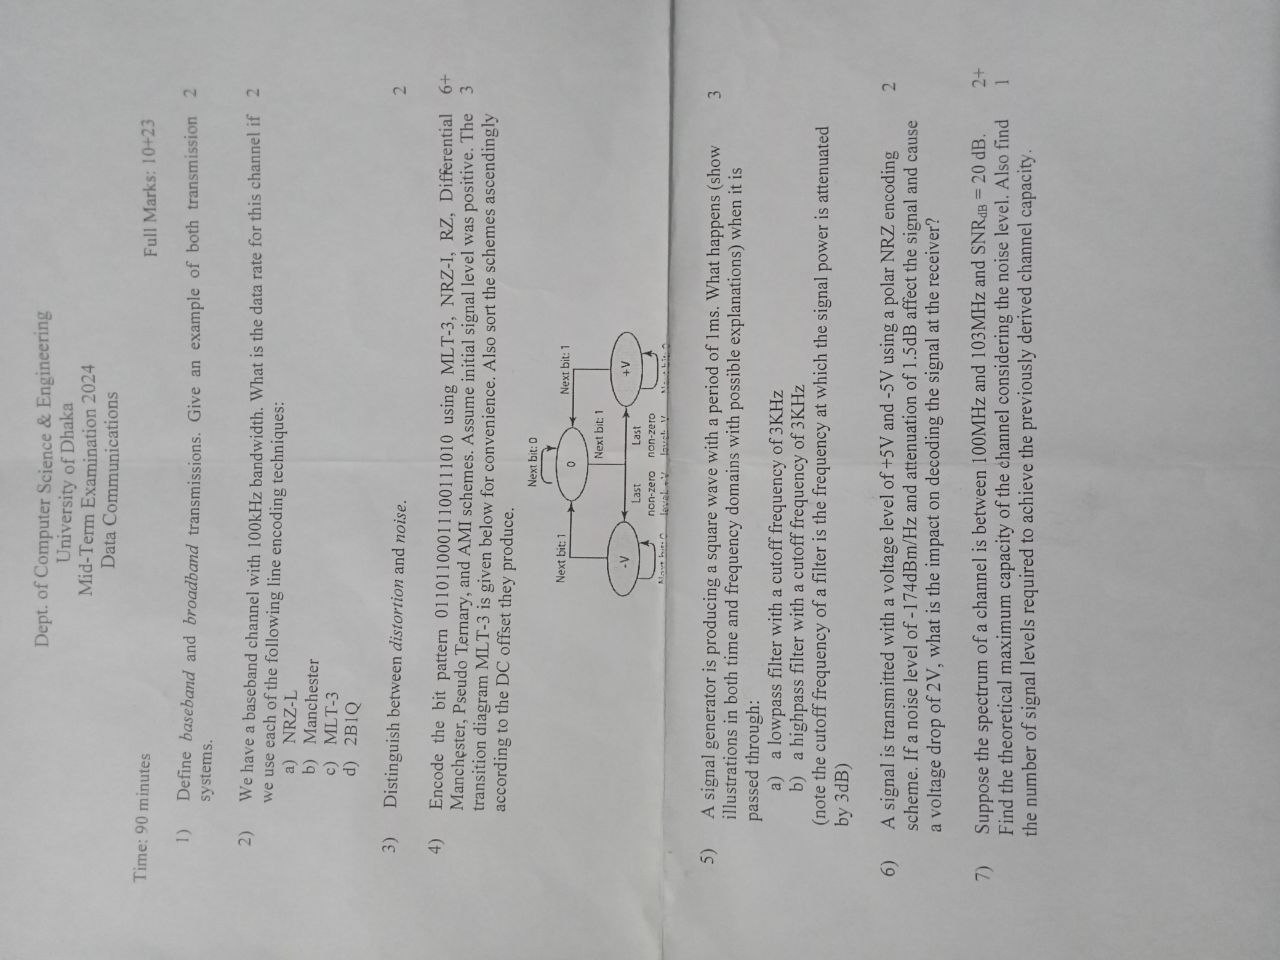 Dept. of Computer Science & Engineering
University of Dhaka
Mid-Term Examination 2024
Data Communications
Time: 90 minutes
Full Marks: 10+23
1) Define baseband and broadband transmissions. Give an example of both transmission 2
systems.
2) We have a baseband channel with 100kHz bandwidth. What is the data rate for this channel if 2
we use each of the following line encoding techniques:
a) NRZ-L
b) Manchester
c) MLT-3
d) 2B1Q
3) Distinguish between distortion and noise. 2
4) Encode the bit pattern 01101100011100111010 using MLT-3, NRZ-I, RZ, Differential 6+
Manchester, Pseudo Ternary, and AMI schemes. Assume initial signal level was positive. The 3
transition diagram MLT-3 is given below for convenience. Also sort the schemes ascendingly
according to the DC offset they produce.
Next bit: 0
Next bit: 1
0
Next bit: 1
Next bit: 1
-V
+V
Last Last
non-zero non-zero
Next bit: 0 level: +V level: V Next bit: 0
5) A signal generator is producing a square wave with a period of 1ms. What happens (show 3
illustrations in both time and frequency domains with possible explanations) when it is
passed through:
a) a lowpass filter with a cutoff frequency of 3KHz
b) a highpass filter with a cutoff frequency of 3KHz
(note the cutoff frequency of a filter is the frequency at which the signal power is attenuated
by 3dB)
6) A signal is transmitted with a voltage level of +5V and -5V using a polar NRZ encoding 2
scheme. If a noise level of -174dBm/Hz and attenuation of 1.5dB affect the signal and cause
a voltage drop of 2V, what is the impact on decoding the signal at the receiver?
7) Suppose the spectrum of a channel is between 100MHz and 103MHz and SNRdB = 20 dB. 2+
Find the theoretical maximum capacity of the channel considering the noise level. Also find 1
the number of signal levels required to achieve the previously derived channel capacity.